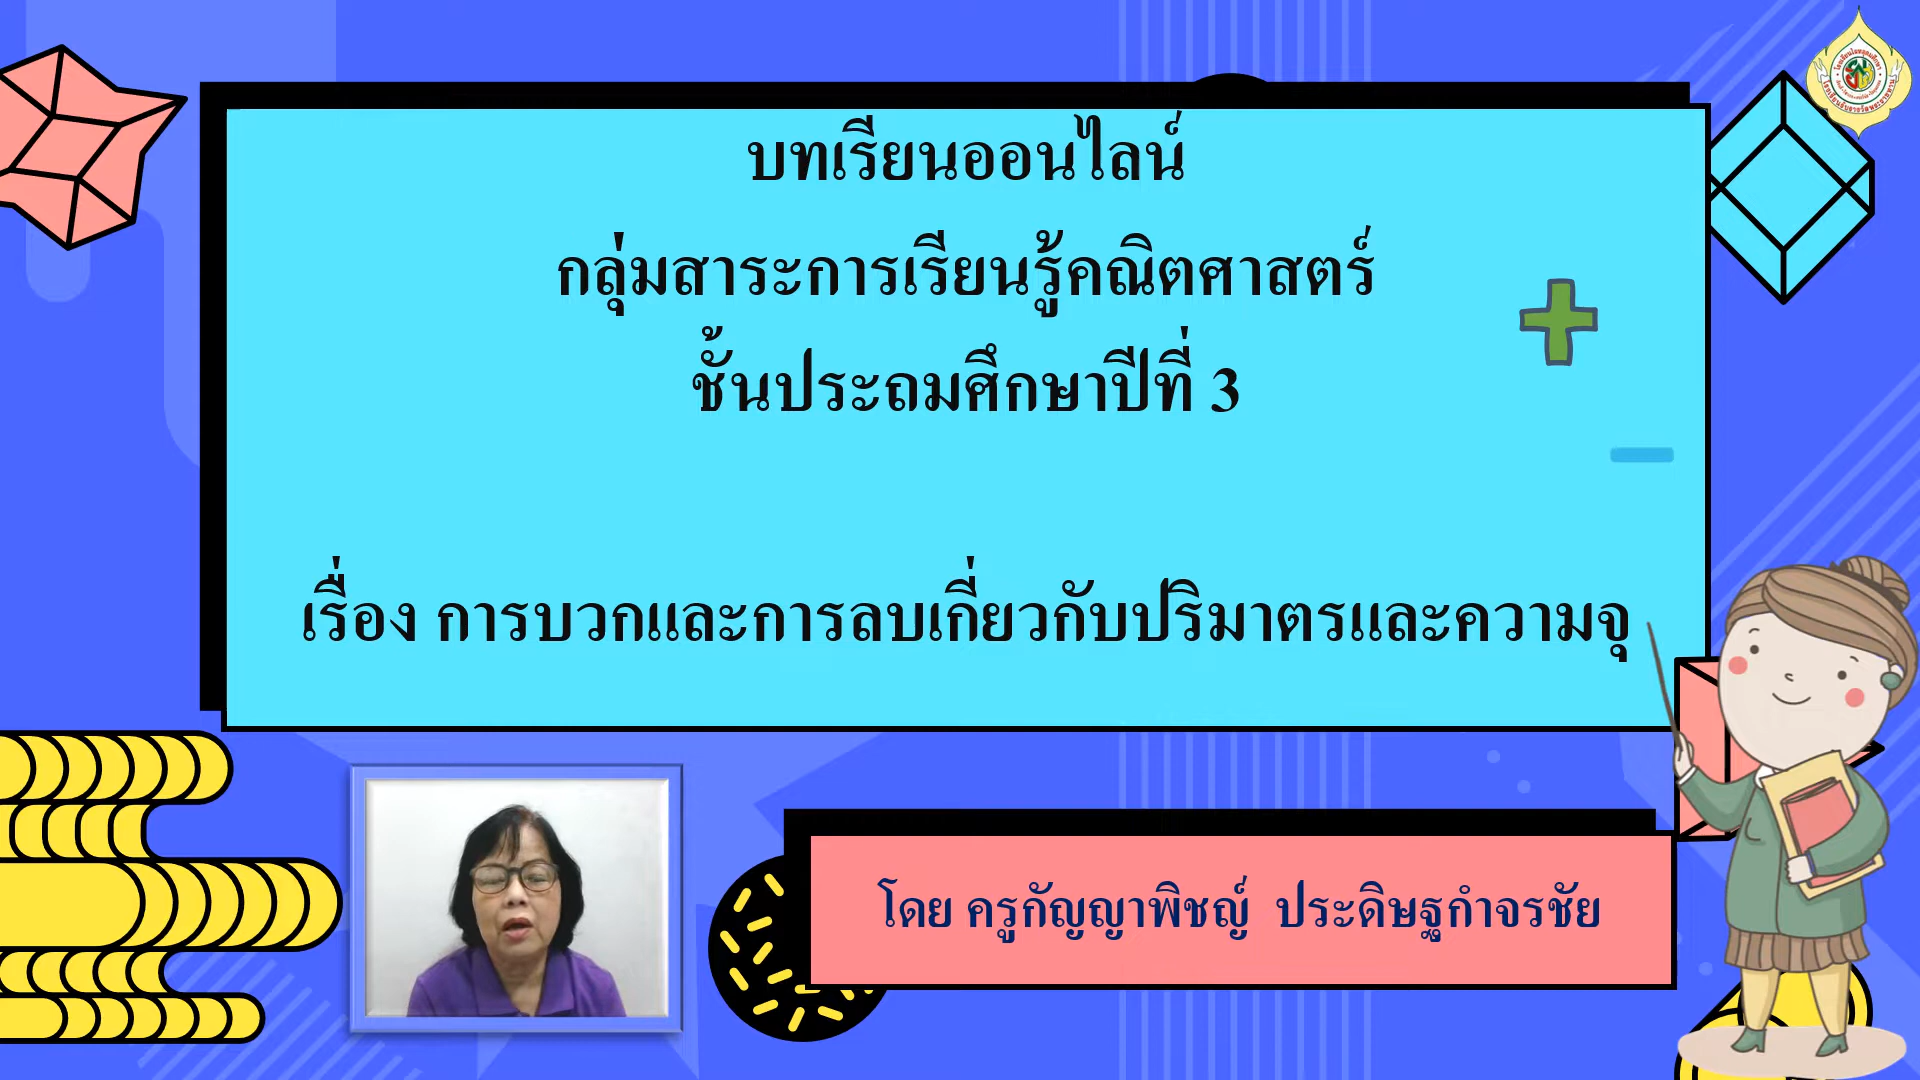 บทเรียนออนไลน์
กลุ่มสาระการเรียนรู้คณิตศาสตร์
ชั้นประถมศึกษาปีที่ 3
เรื่อง การบวกและการลบเกี่ยวกับปริมาตรและความจุ
โดย ครูกัญญาพิชญ์ ประดิษฐกำจรชัย